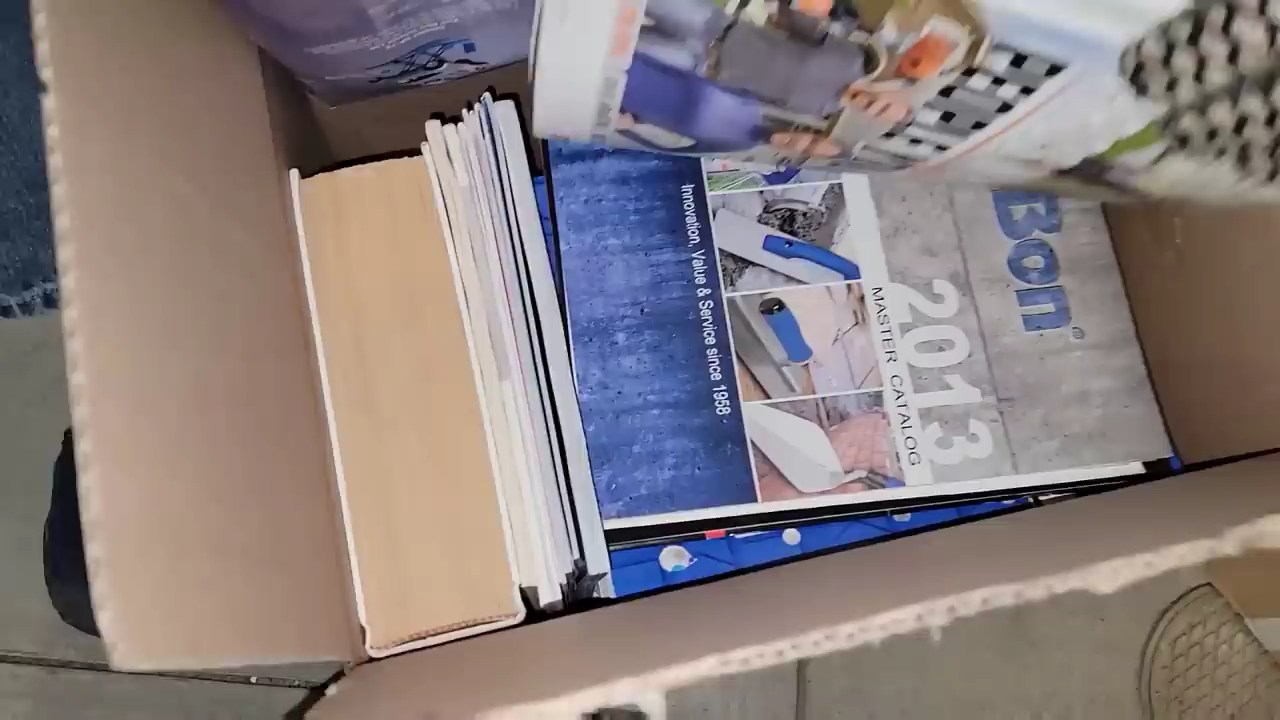 Bon®
2013
MASTER CATALOG
Innovation, Value & Service since 1958